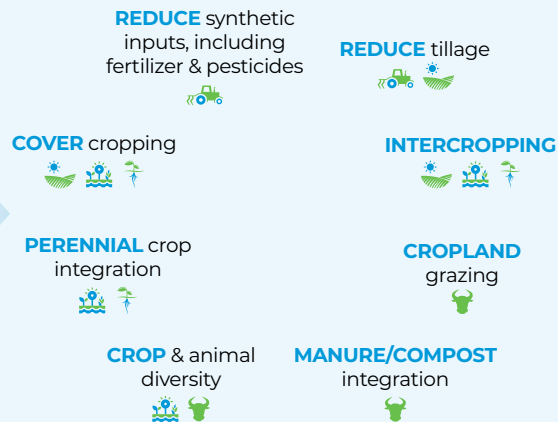 REDUCE synthetic
inputs, including
fertilizer & pesticides
REDUCE tillage
COVER cropping
INTERCROPPING
PERENNIAL crop
integration
CROPLAND
grazing
CROP & animal
diversity
MANURE/COMPOST
integration